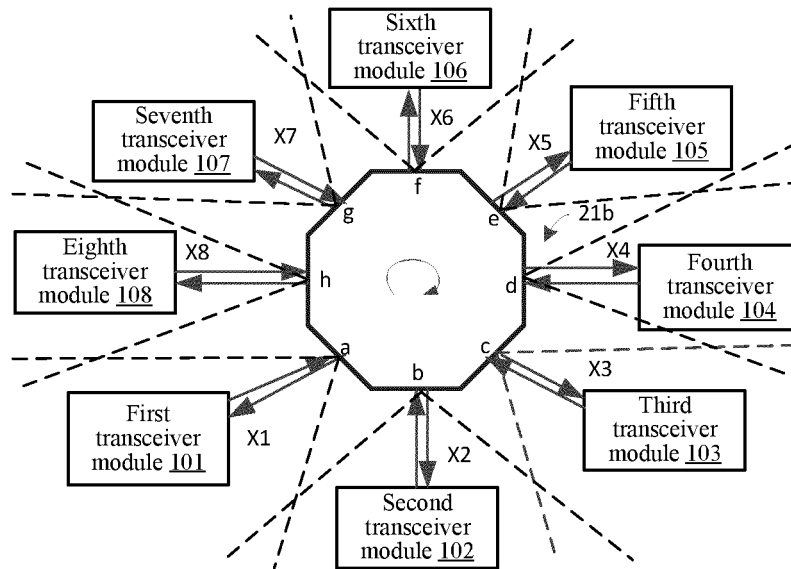 Sixth
transceiver
module 106
Seventh
transceiver
module 107
X7
X6
X5
Fifth
transceiver
module 105
f
g
e
21b
Eighth
transceiver
module 108
X8
h
d
X4
Fourth
transceiver
module 104
a
b
c
X3
First
transceiver
module 101
X1
X2
Third
transceiver
module 103
Second
transceiver
module 102